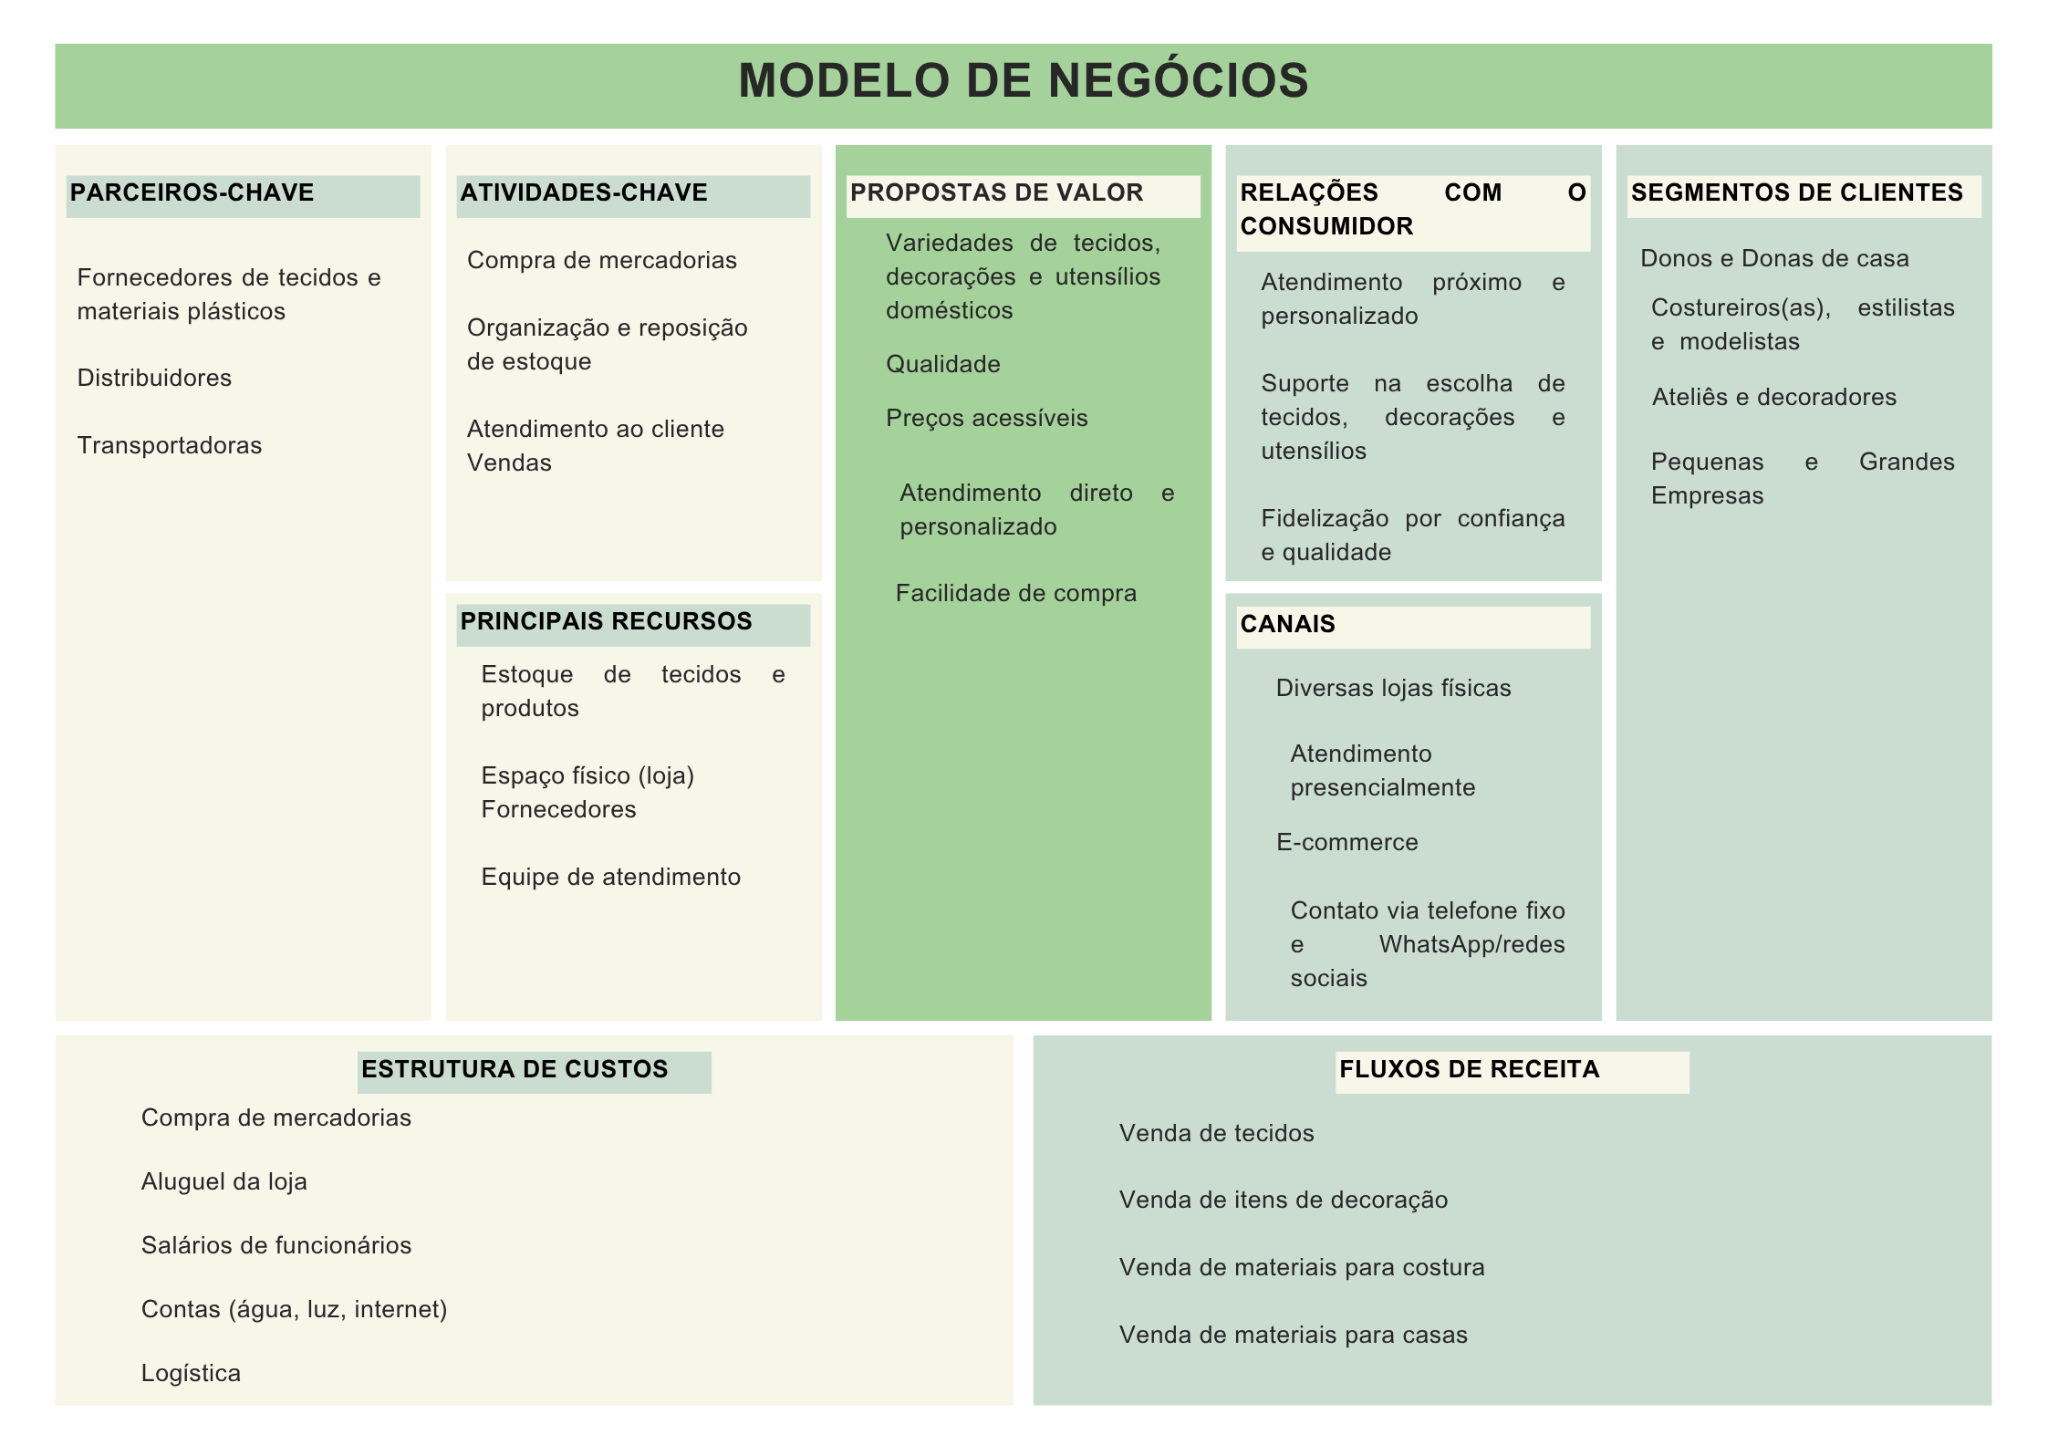 MODELO DE NEGÓCIOS
PARCEIROS-CHAVE
Fornecedores de tecidos e
materiais plásticos
Distribuidores
Transportadoras
ATIVIDADES-CHAVE
Compra de mercadorias
Organização e reposição
de estoque
Atendimento ao cliente
Vendas
PRINCIPAIS RECURSOS
Estoque de tecidos e
produtos
Espaço físico (loja)
Fornecedores
Equipe de atendimento
PROPOSTAS DE VALOR
Variedades de tecidos,
decorações e utensílios
domésticos
Qualidade
Preços acessíveis
Atendimento direto e
personalizado
Facilidade de compra
RELAÇÕES COM O
CONSUMIDOR
Atendimento próximo e
personalizado
Suporte na escolha de
tecidos, decorações e
utensílios
Fidelização por confiança
e qualidade
CANAIS
Diversas lojas físicas
Atendimento
presencialmente
E-commerce
Contato via telefone fixo
e WhatsApp/redes
sociais
SEGMENTOS DE CLIENTES
Donos e Donas de casa
Costureiros(as), estilistas
e modelistas
Ateliês e decoradores
Pequenas e Grandes
Empresas
ESTRUTURA DE CUSTOS
Compra de mercadorias
Aluguel da loja
Salários de funcionários
Contas (água, luz, internet)
Logística
FLUXOS DE RECEITA
Venda de tecidos
Venda de itens de decoração
Venda de materiais para costura
Venda de materiais para casas